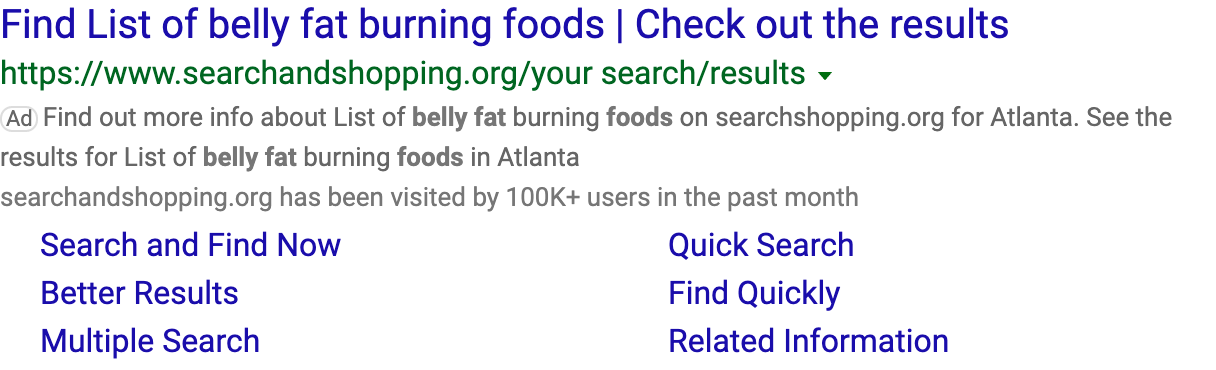 Find List of belly fat burning foods | Check out the results
https://www.searchandshopping.org/your search/results
Ad Find out more info about List of belly fat burning foods on searchshopping.org for Atlanta. See the
results for List of belly fat burning foods in Atlanta
searchandshopping.org has been visited by 100K+ users in the past month
Search and Find Now
Quick Search
Better Results
Find Quickly
Multiple Search
Related Information